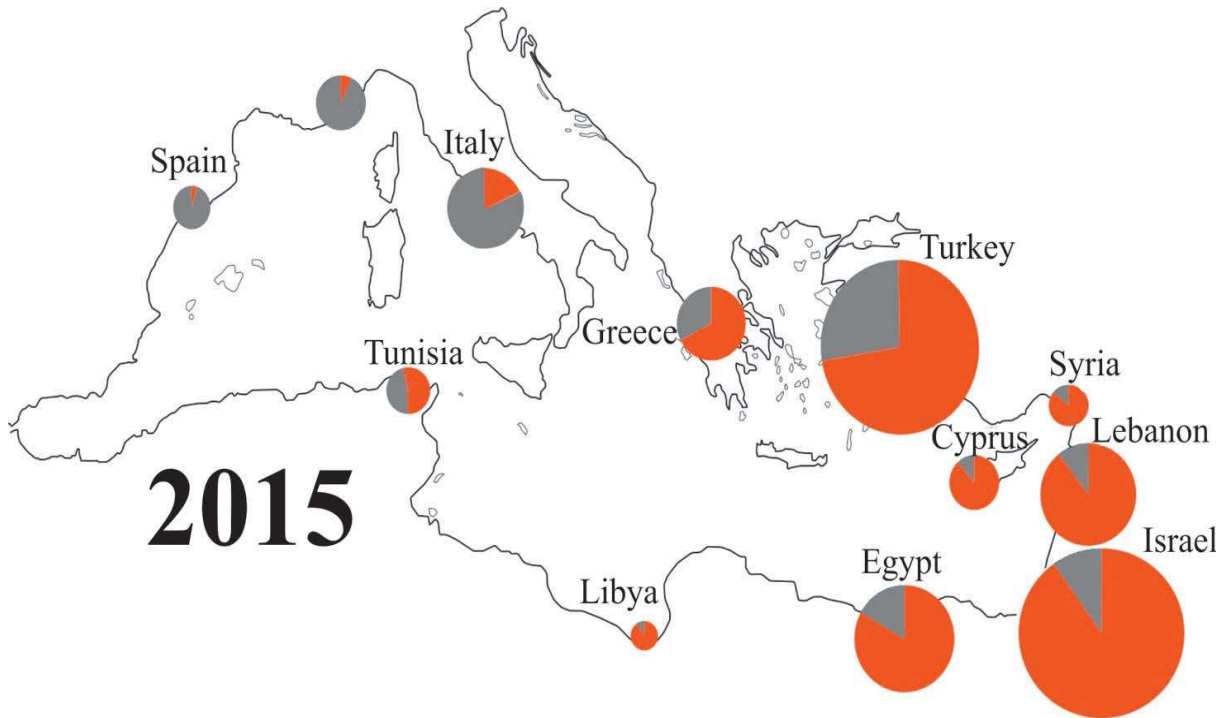 Spain
Italy
Turkey
Greece
Tunisia
Syria
Cyprus
Lebanon
2015
Israel
Egypt
Libya